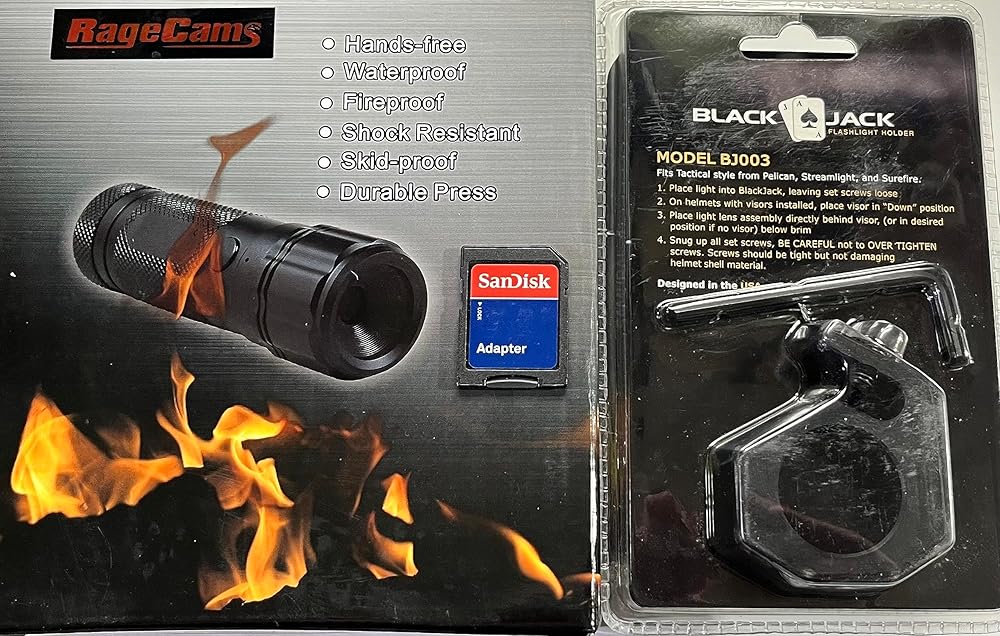 RageCams
Hands-free
Waterproof
Fireproof
Shock Resistant
Skid-proof
Durable Press
SanDisk
LOCK
Adapter
BLACK JACK
A
A
FLASHLIGHT HOLDER
MODEL BJ003
Fits Tactical style from Pelican, Streamlight, and Surefire.
1. Place light into BlackJack, leaving set screws loose
2. On helmets with visors installed, place visor in "Down" position
3. Place light lens assembly directly behind visor, (or in desired
position if no visor) below brim
4. Snug up all set screws, BE CAREFUL not to OVER TIGHTEN
screws. Screws should be tight but not damaging
helmet shell material.
Designed in the USA